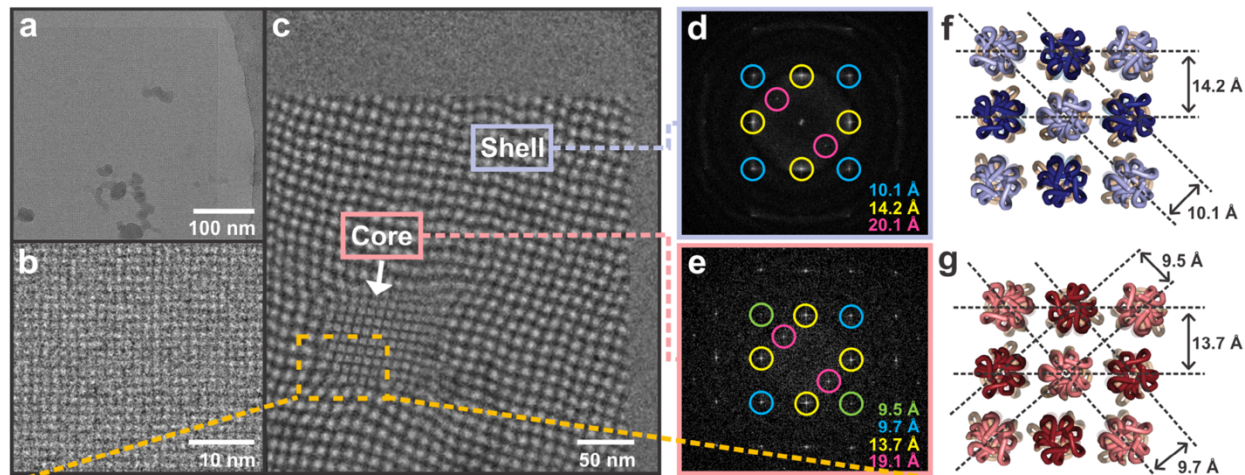 a
100 nm
b
10 nm
c
Shell
Core
50 nm
d
10.1 Å
14.2 Å
20.1 Å
e
9.5 Å
9.7 Å
13.7 Å
19.1 Å
f
14.2 Å
10.1 Å
g
9.5 Å
13.7 Å
9.7 Å